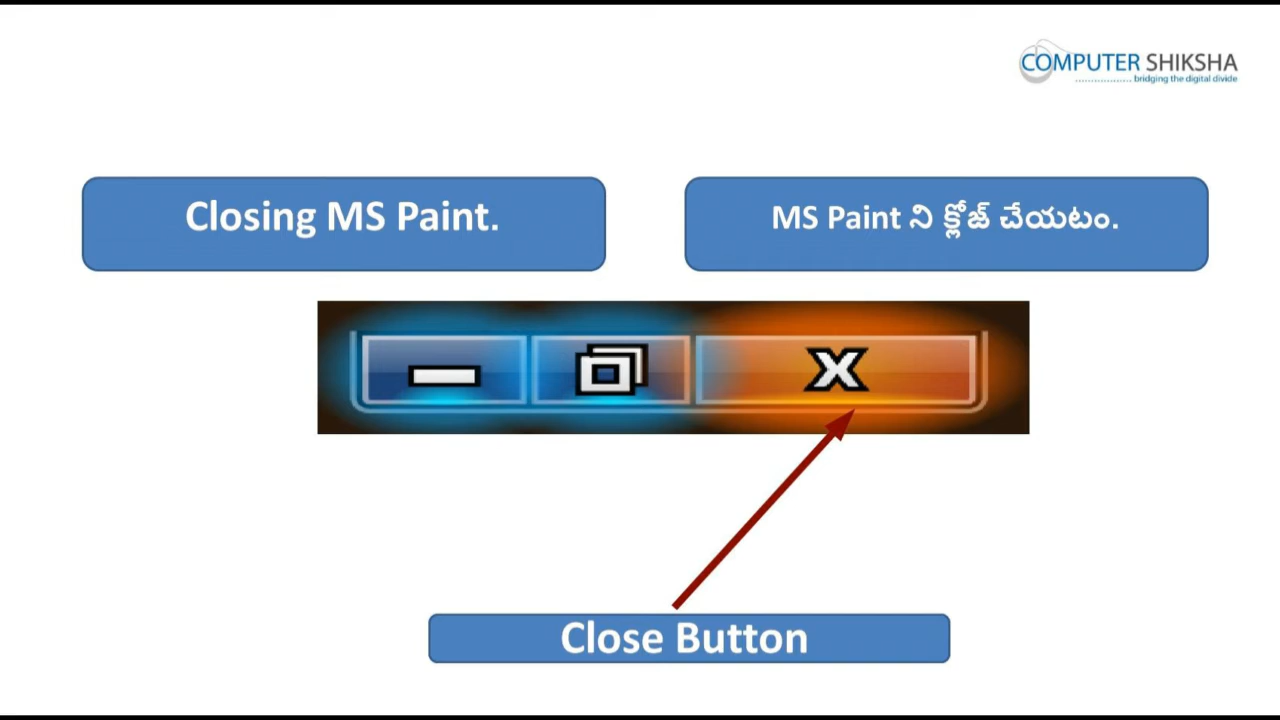 COMPUTER SHIKSHA
bridging the digital divide
Closing MS Paint.
MS Paint ని క్లోజ్ చేయటం.
Close Button